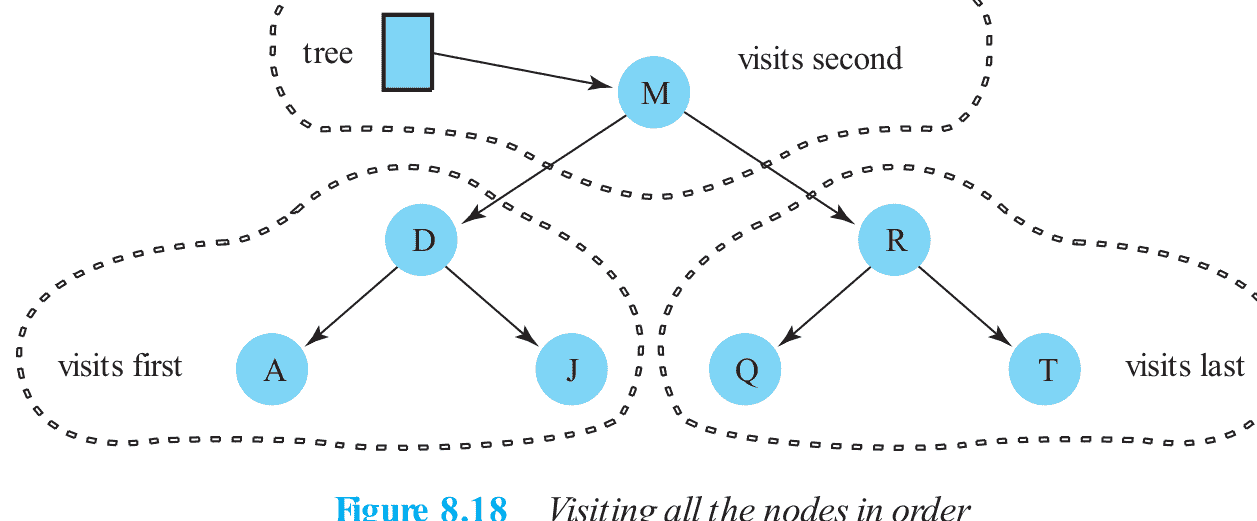 tree
visits second
M
D
R
visits first
A
J
Q
T
visits last
Figure 8.18 Visiting all the nodes in order